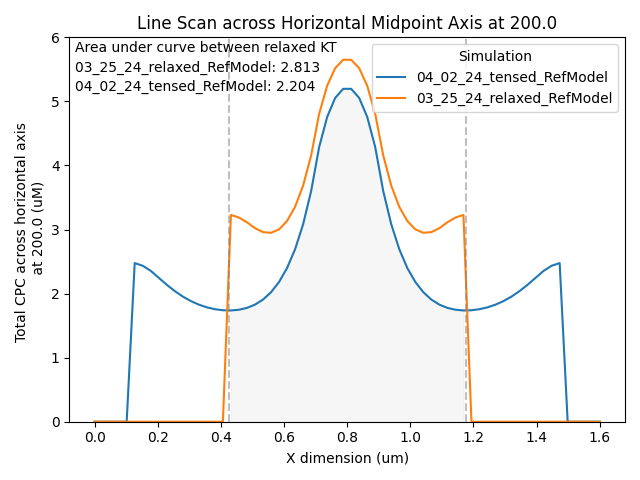 Line Scan across Horizontal Midpoint Axis at 200.0
Area under curve between relaxed KT
03_25_24_relaxed_RefModel: 2.813
04_02_24_tensed_RefModel: 2.204
Simulation
04_02_24_tensed_RefModel
03_25_24_relaxed_RefModel
Total CPC across horizontal axis
at 200.0 (uM)
6
5
4
3
2
1
0
0.0 0.2 0.4 0.6 0.8 1.0 1.2 1.4 1.6
X dimension (um)